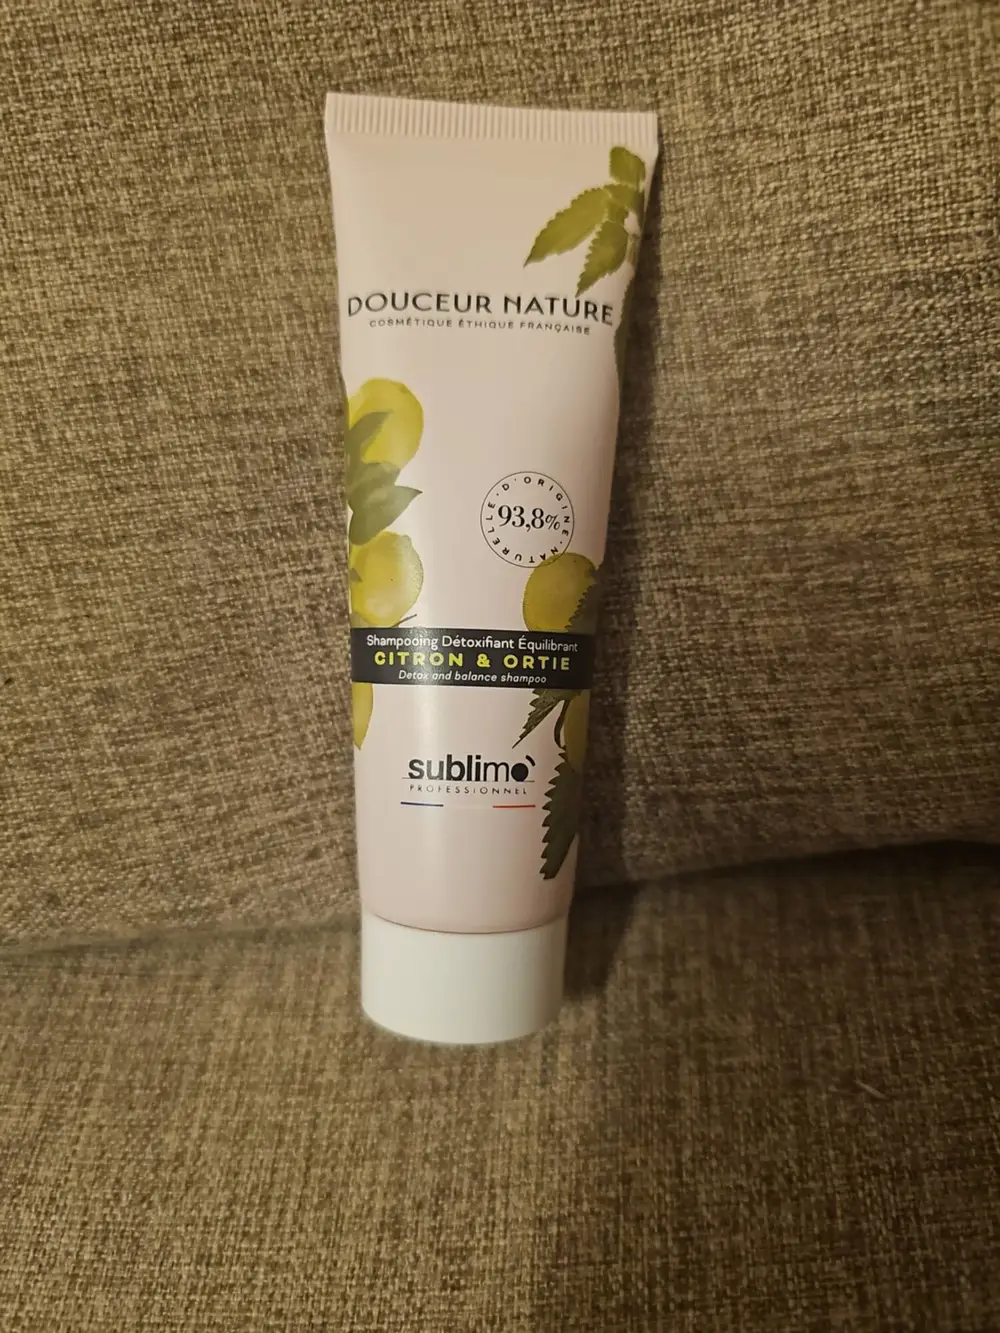 DOUCEUR NATURE
COSMÉTIQUE ÉTHIQUE FRANÇAISE
D'ORIGINE · NATURELLE ·
93,8%
Shampooing Détoxifiant Équilibrant
CITRON & ORTIE
Detox and balance shampoo
sublimo
PROFESSIONNEL